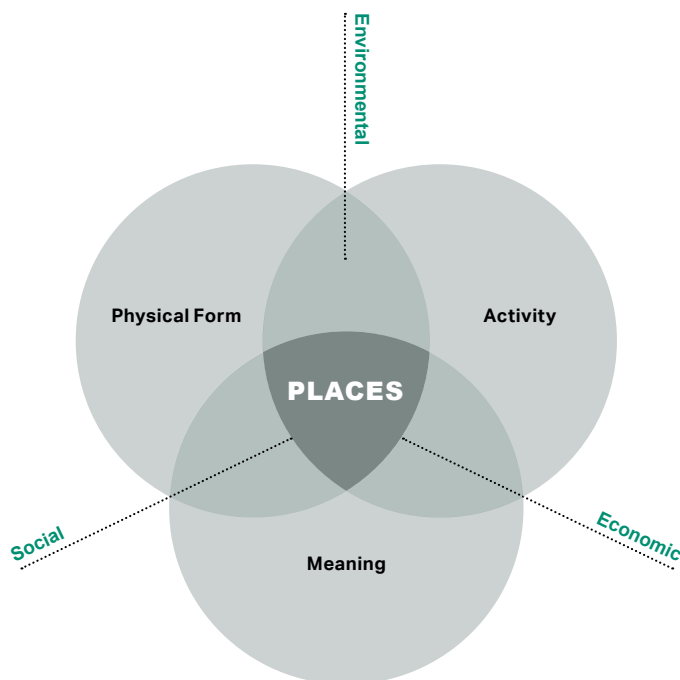 Environmental
Physical Form
Activity
PLACES
Social
Economic
Meaning